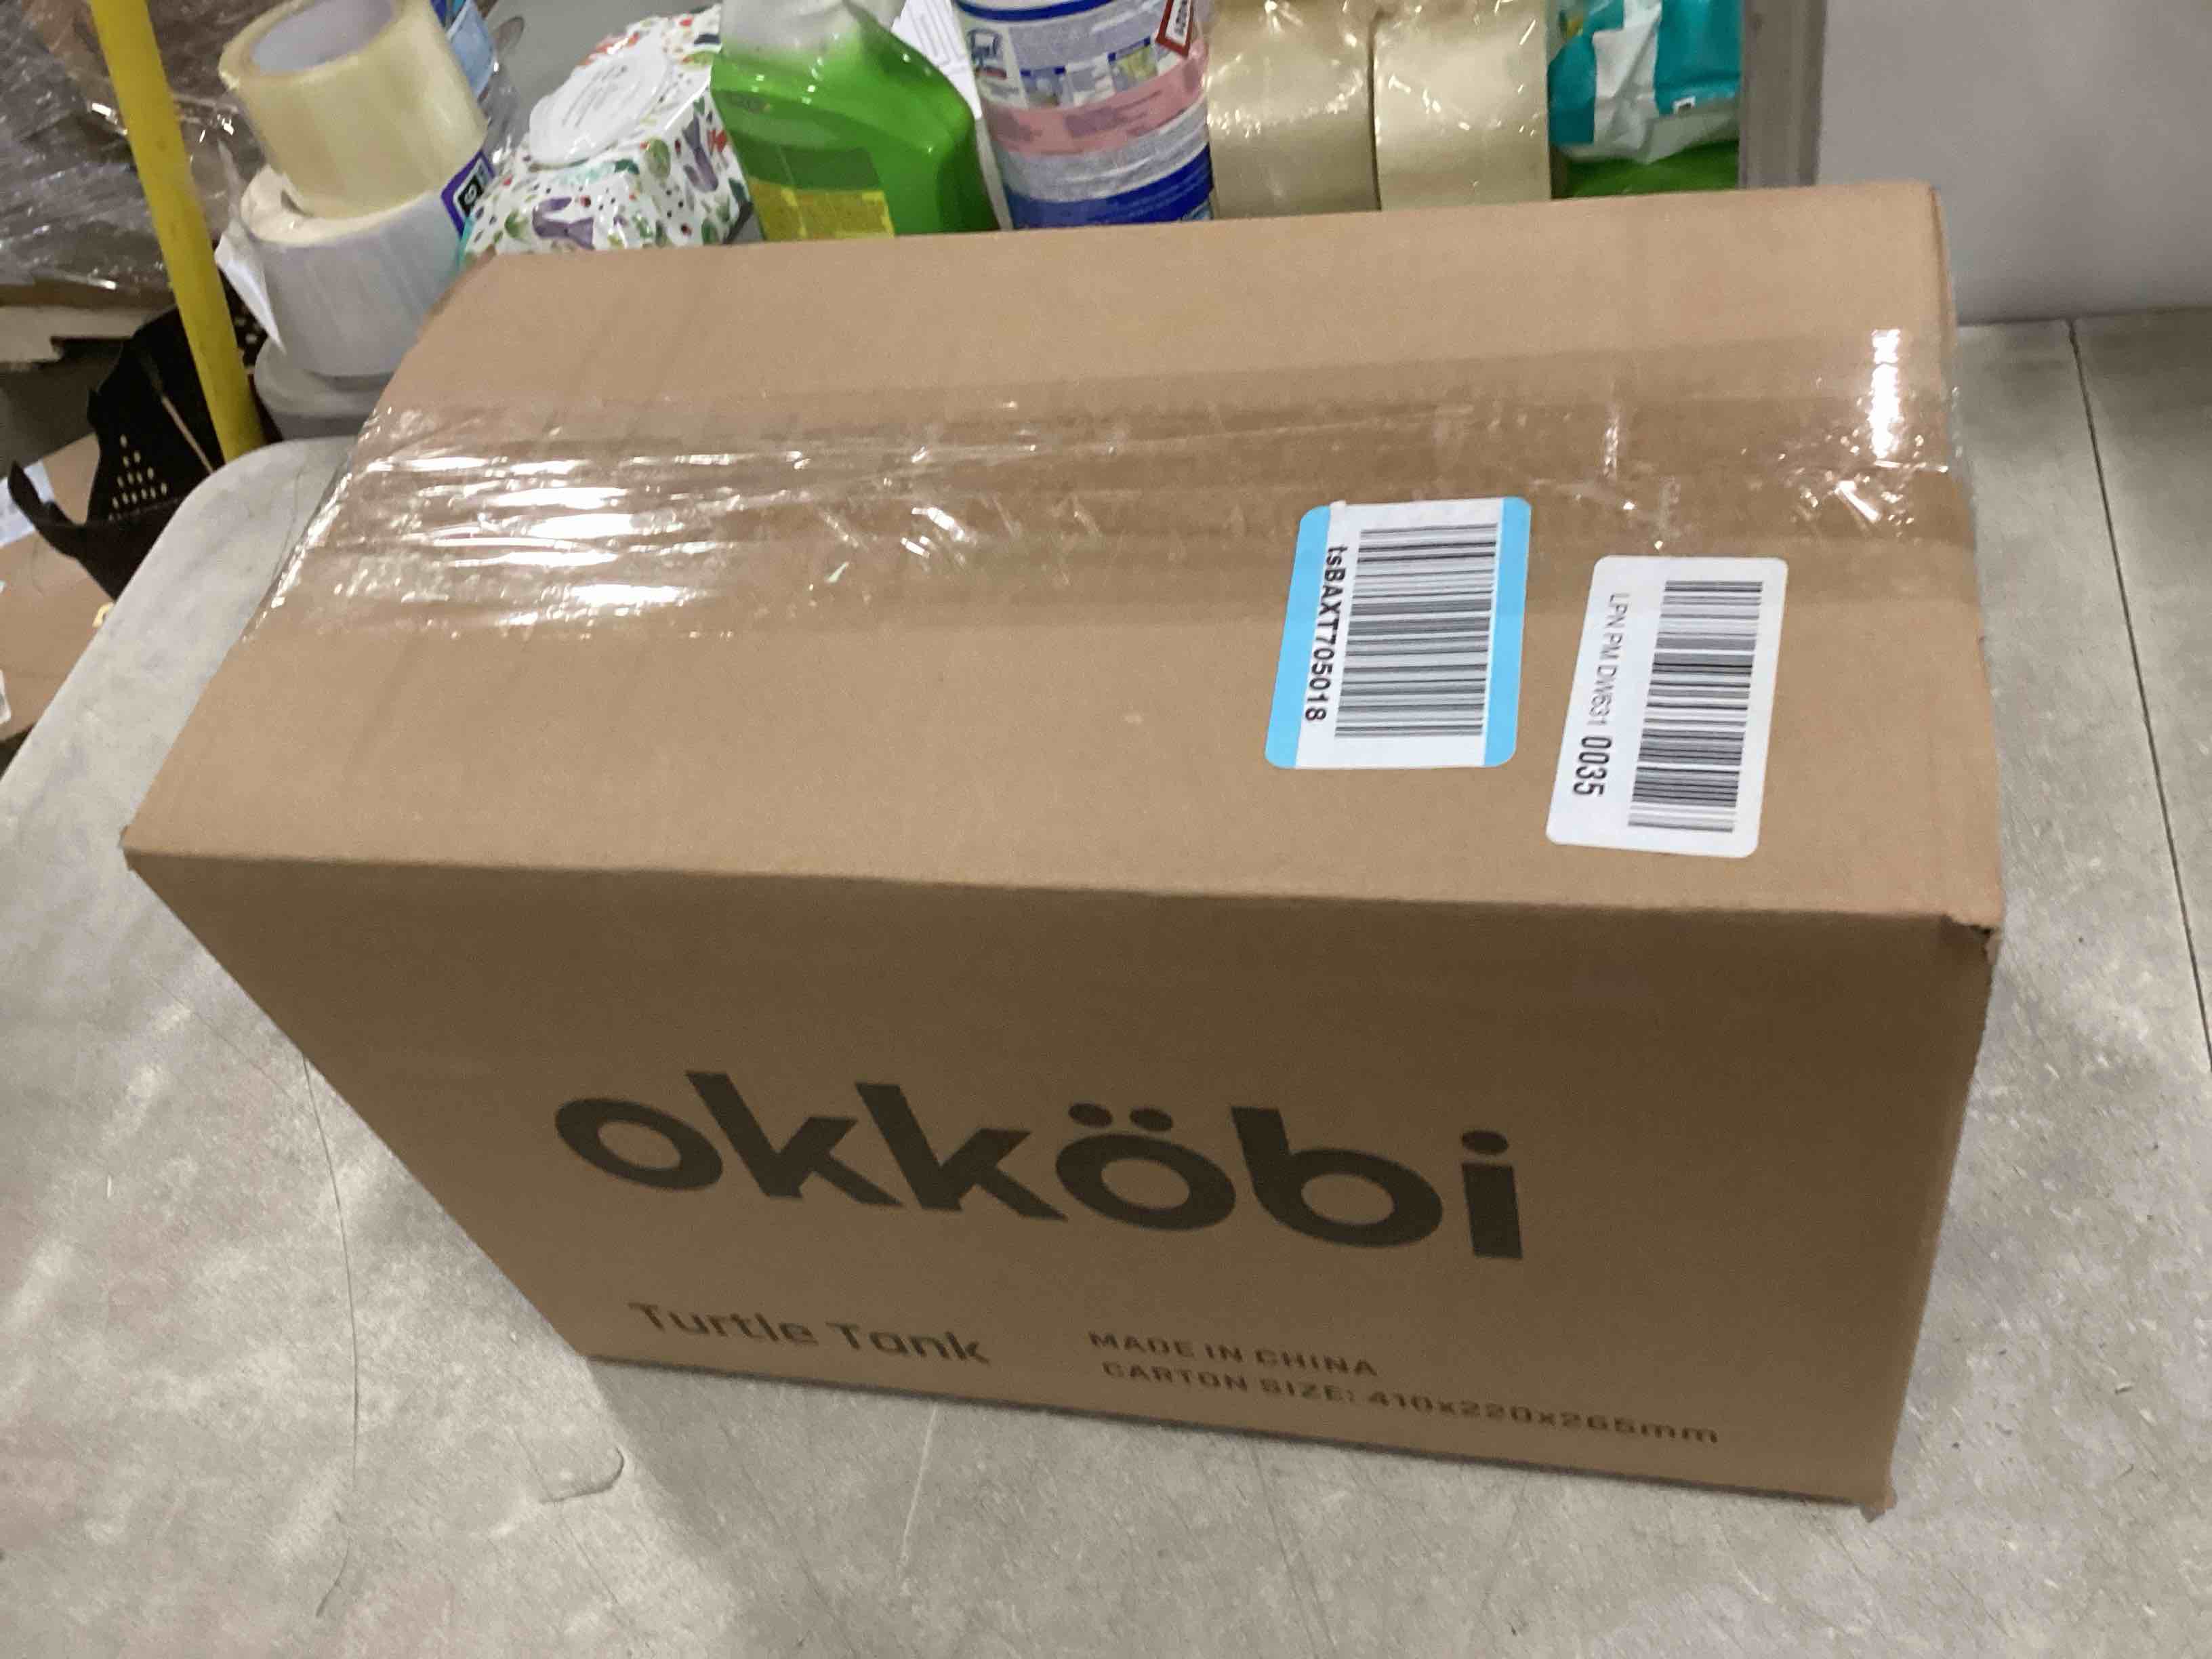 tsBAXT705018
LPN PM DW631 0035
okköbi
Turtle Tank
MADE IN CHINA
CARTON SIZE: 410x220x265mm